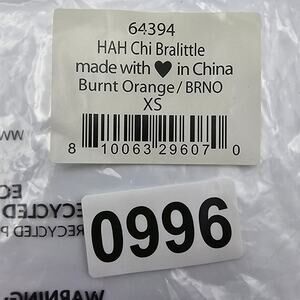 64394
HAH Chi Bralittle
made with ♥ in China
Burnt Orange/BRNO
XS
8 10063 29607 0
0996